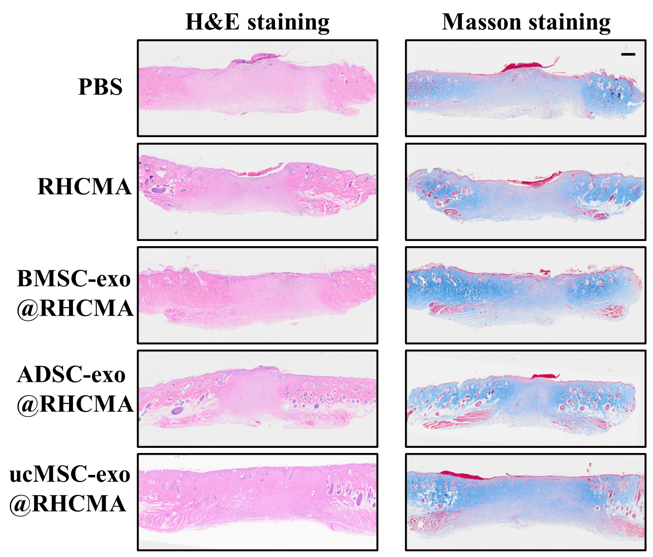 H&E staining
Masson staining
PBS
RHCMA
BMSC-exo
@RHCMA
ADSC-exo
@RHCMA
ucMSC-exo
@RHCMA